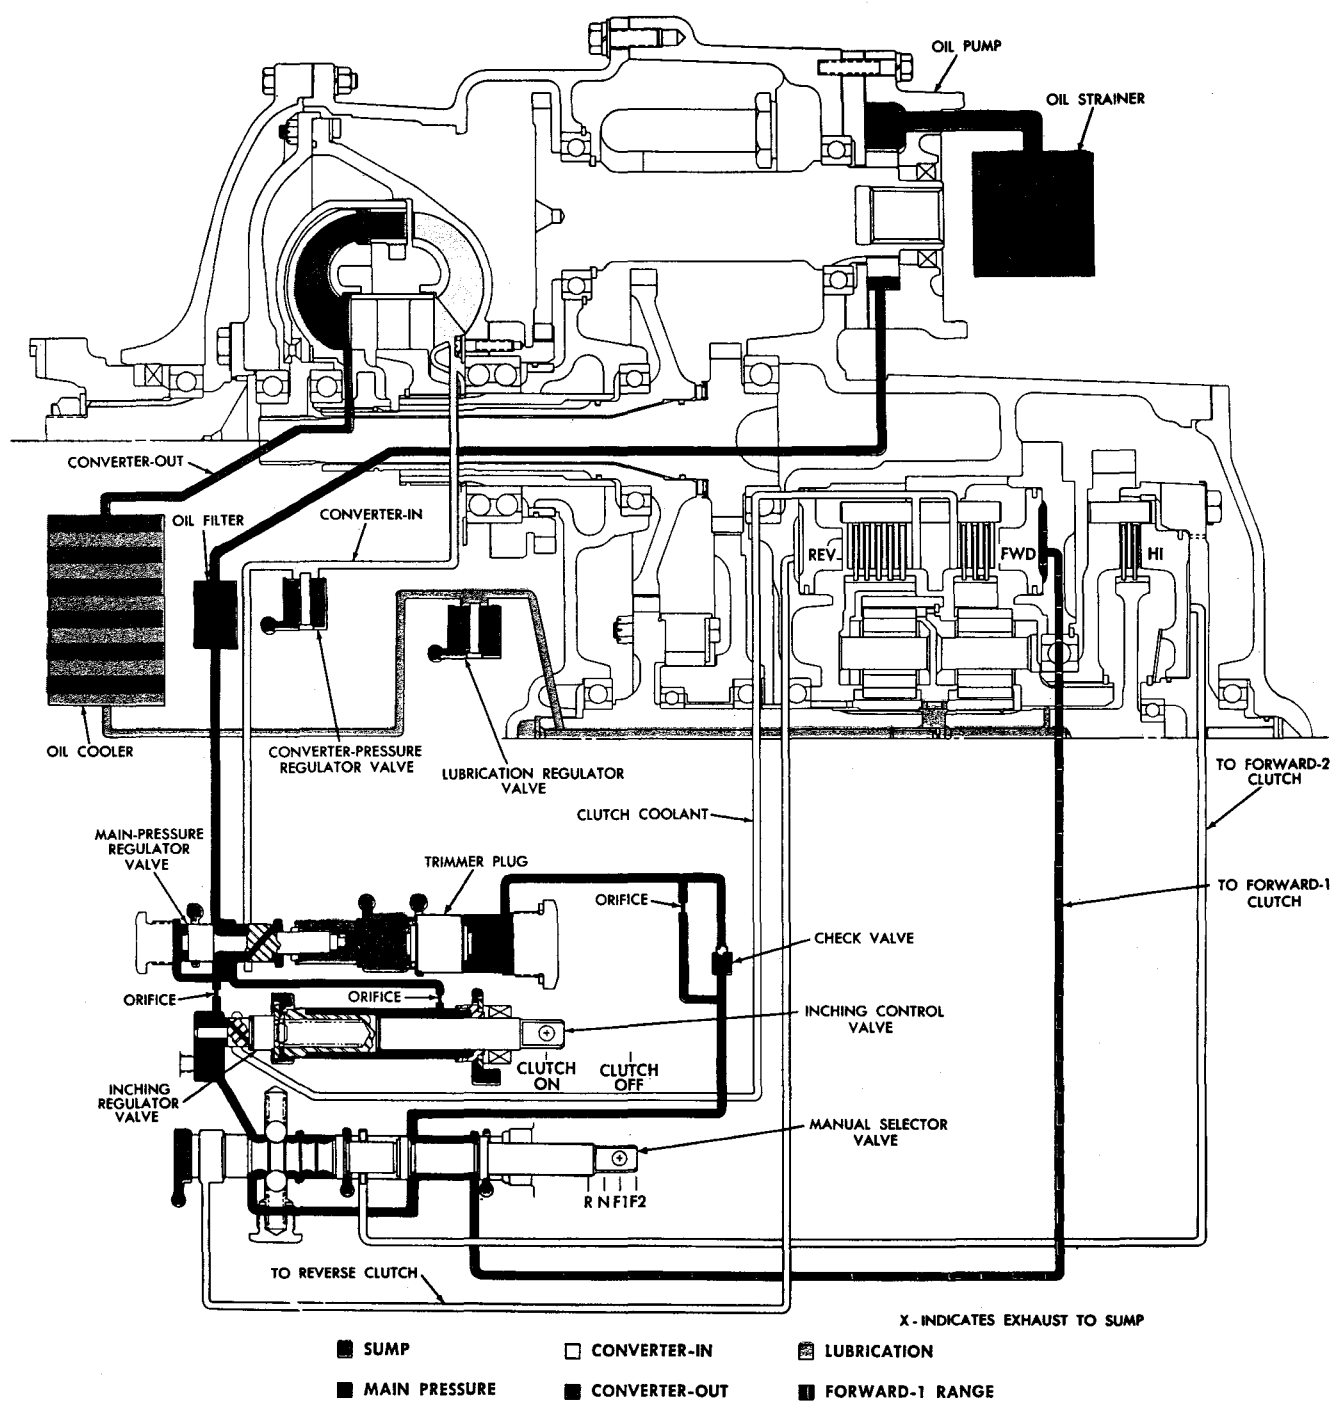 OIL PUMP
OIL STRAINER
CONVERTER-OUT
OIL FILTER
CONVERTER-IN
REV
FWD
HI
OIL COOLER
CONVERTER-PRESSURE
REGULATOR VALVE
LUBRICATION REGULATOR
VALVE
TO FORWARD-2
CLUTCH
CLUTCH COOLANT
MAIN-PRESSURE
REGULATOR
VALVE
TRIMMER PLUG
ORIFICE
TO FORWARD-1
CLUTCH
CHECK VALVE
ORIFICE
ORIFICE
INCHING CONTROL
VALVE
CLUTCH
ON
CLUTCH
OFF
INCHING
REGULATOR
VALVE
MANUAL SELECTOR
VALVE
R N F1 F2
TO REVERSE CLUTCH
X - INDICATES EXHAUST TO SUMP
SUMP
CONVERTER-IN
LUBRICATION
MAIN PRESSURE
CONVERTER-OUT
FORWARD-1 RANGE